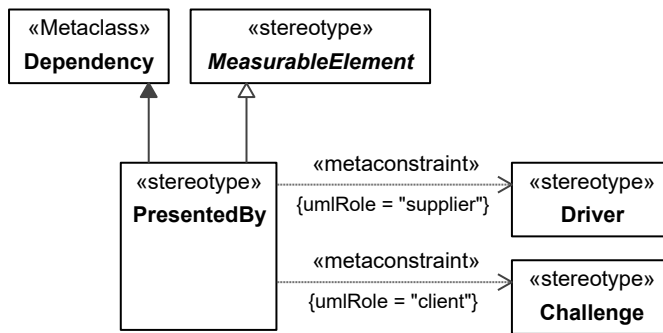 «Metaclass»
Dependency
«stereotype»
MeasurableElement
«stereotype»
PresentedBy
«metaconstraint»
{umlRole = "supplier"}
«stereotype»
Driver
«metaconstraint»
{umlRole = "client"}
«stereotype»
Challenge